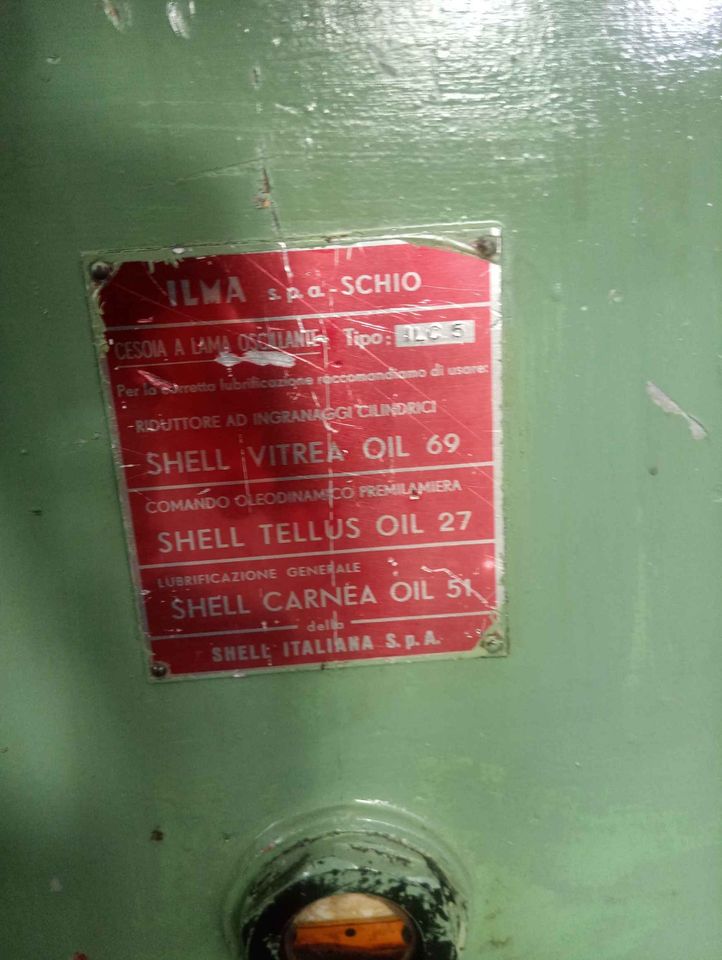 ILMA s.p.a.-SCHIO
CESOIA A LAMA OSCILLANTE Tipo: ALC 5
Per la corretta lubrificazione raccomandiamo di usare:
RIDUTTORE AD INGRANAGGI CILINDRICI
SHELL VITREA OIL 69
COMANDO OLEODINAMICO PREMILAMIERA
SHELL TELLUS OIL 27
LUBRIFICAZIONE GENERALE
SHELL CARNEA OIL 51
della
SHELL ITALIANA S.p.A.